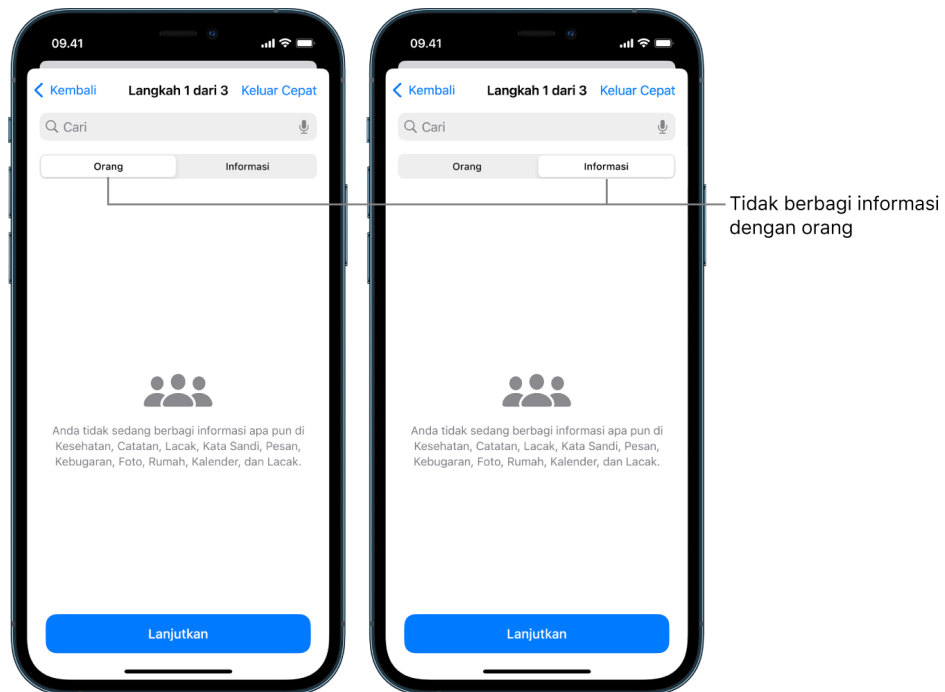 09.41
Kembali
Langkah 1 dari 3
Keluar Cepat
Cari
Orang
Informasi
Anda tidak sedang berbagi informasi apa pun di
Kesehatan, Catatan, Lacak, Kata Sandi, Pesan,
Kebugaran, Foto, Rumah, Kalender, dan Lacak.
Lanjutkan
09.41
Kembali
Langkah 1 dari 3
Keluar Cepat
Cari
Orang
Informasi
Anda tidak sedang berbagi informasi apa pun di
Kesehatan, Catatan, Lacak, Kata Sandi, Pesan,
Kebugaran, Foto, Rumah, Kalender, dan Lacak.
Lanjutkan
Tidak berbagi informasi
dengan orang